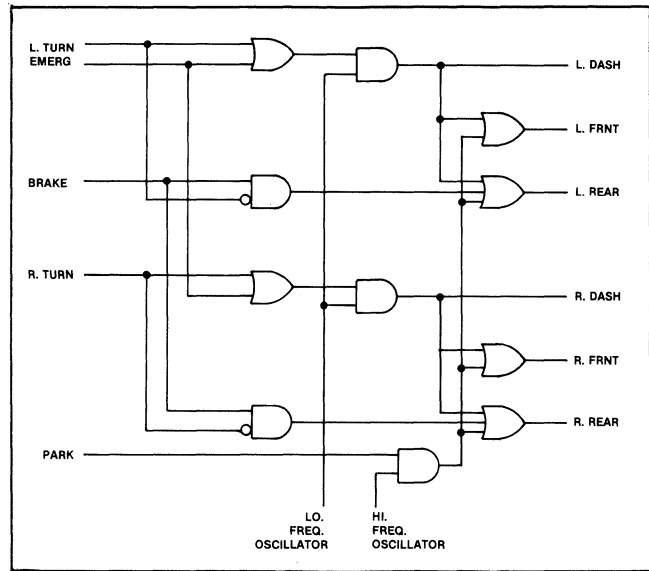 L. TURN
EMERG
L. DASH
L. FRNT
BRAKE
L. REAR
R. TURN
R. DASH
R. FRNT
R. REAR
PARK
LO.
FREQ.
OSCILLATOR
HI.
FREQ.
OSCILLATOR